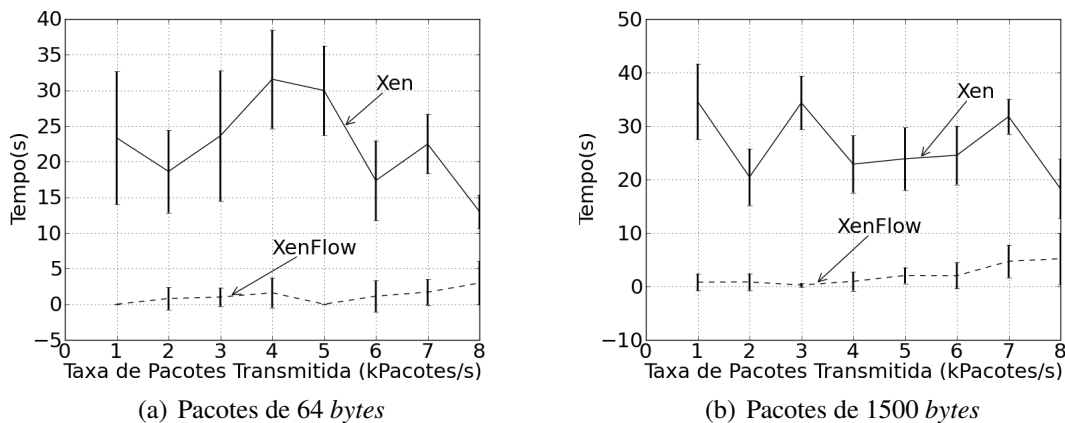 40
35
30
25
20
15
10
5
0
−5
Tempo(s)
Xen
XenFlow
0 1 2 3 4 5 6 7 8
Taxa de Pacotes Transmitida (kPacotes/s)
(a) Pacotes de 64 bytes
50
40
30
20
10
0
−10
Tempo(s)
Xen
XenFlow
0 1 2 3 4 5 6 7 8
Taxa de Pacotes Transmitida (kPacotes/s)
(b) Pacotes de 1500 bytes